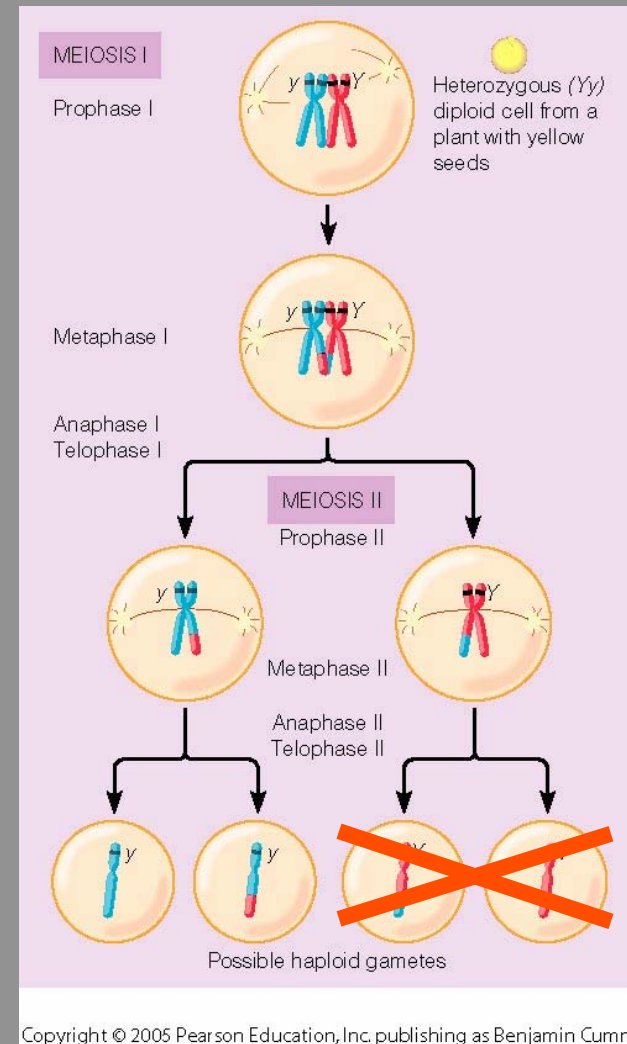 MEIOSIS I
Prophase I
y
Y
Heterozygous (Yy)
diploid cell from a
plant with yellow
seeds
Metaphase I
y
Y
Anaphase I
Telophase I
MEIOSIS II
Prophase II
y
Y
Metaphase II
Anaphase II
Telophase II
y
y
Possible haploid gametes
Copyright © 2005 Pearson Education, Inc. publishing as Benjamin